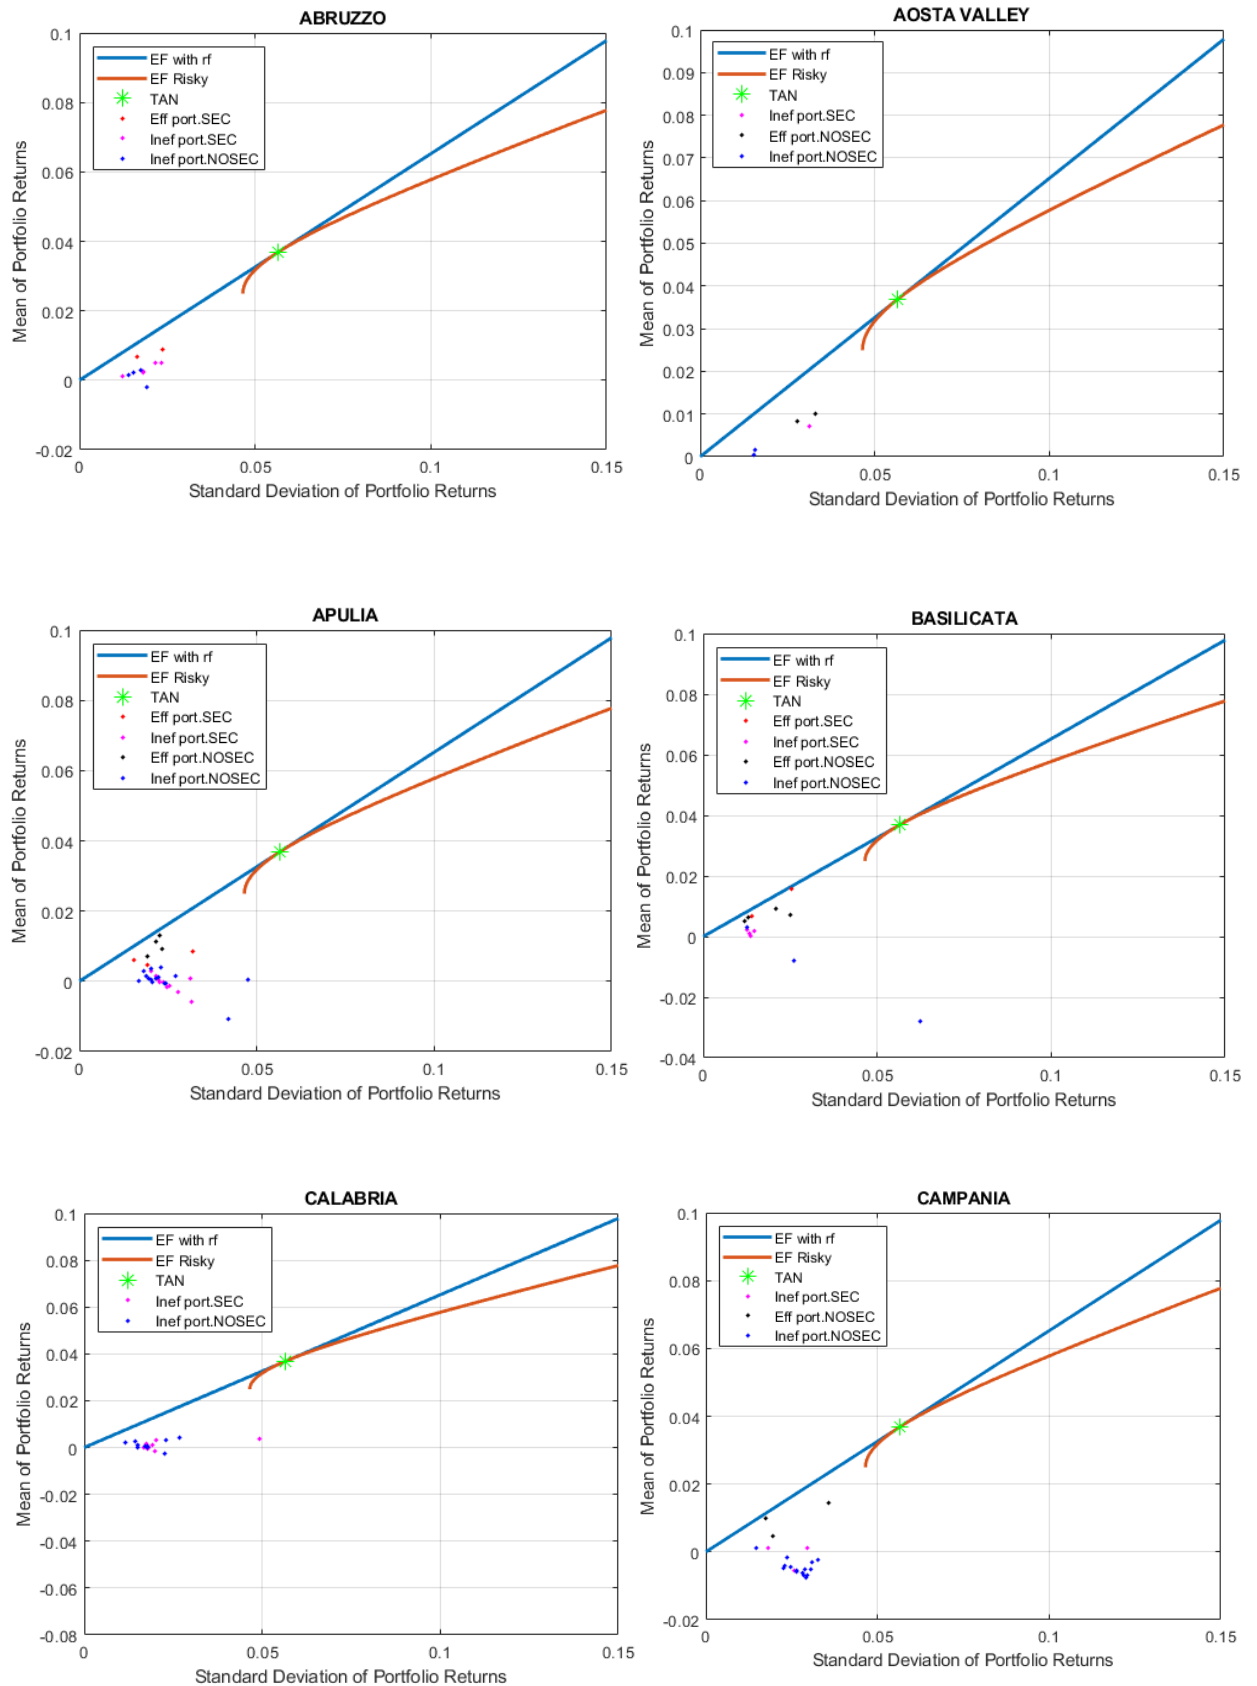 ABRUZZO
0.1
0.08
0.06
0.04
0.02
0
-0.02
Mean of Portfolio Returns
EF with rf
EF Risky
TAN
Eff port.SEC
Inef port.SEC
Inef port.NOSEC
0
0.05
0.1
0.15
Standard Deviation of Portfolio Returns
AOSTA VALLEY
0.1
0.09
0.08
0.07
0.06
0.05
0.04
0.03
0.02
0.01
0
Mean of Portfolio Returns
EF with rf
EF Risky
TAN
Inef port.SEC
Eff port.NOSEC
Inef port.NOSEC
0
0.05
0.1
0.15
Standard Deviation of Portfolio Returns
APULIA
0.1
0.08
0.06
0.04
0.02
0
-0.02
Mean of Portfolio Returns
EF with rf
EF Risky
TAN
Eff port.SEC
Inef port.SEC
Eff port.NOSEC
Inef port.NOSEC
0
0.05
0.1
0.15
Standard Deviation of Portfolio Returns
BASILICATA
0.1
0.08
0.06
0.04
0.02
0
-0.02
-0.04
Mean of Portfolio Returns
EF with rf
EF Risky
TAN
Eff port.SEC
Inef port.SEC
Eff port.NOSEC
Inef port.NOSEC
0
0.05
0.1
0.15
Standard Deviation of Portfolio Returns
CALABRIA
0.1
0.08
0.06
0.04
0.02
0
-0.02
-0.04
-0.06
-0.08
Mean of Portfolio Returns
EF with rf
EF Risky
TAN
Inef port.SEC
Inef port.NOSEC
0
0.05
0.1
0.15
Standard Deviation of Portfolio Returns
CAMPANIA
0.1
0.08
0.06
0.04
0.02
0
-0.02
Mean of Portfolio Returns
EF with rf
EF Risky
TAN
Inef port.SEC
Eff port.NOSEC
Inef port.NOSEC
0
0.05
0.1
0.15
Standard Deviation of Portfolio Returns